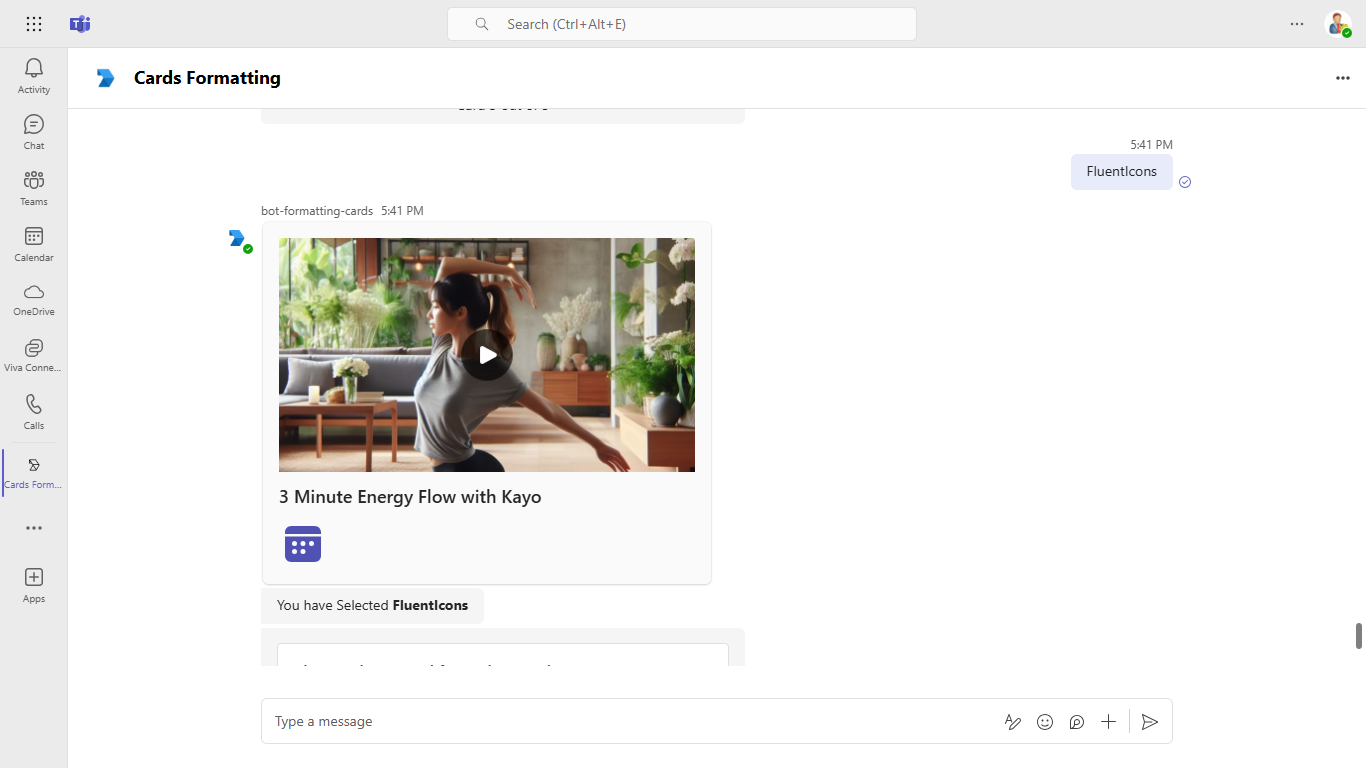 Search (Ctrl+Alt+E)
Activity
Chat
Teams
Calendar
OneDrive
Viva Conne...
Calls
Cards Form...
Apps
Cards Formatting
5:41 PM
FluentIcons
bot-formatting-cards 5:41 PM
3 Minute Energy Flow with Kayo
You have Selected FluentIcons
Type a message